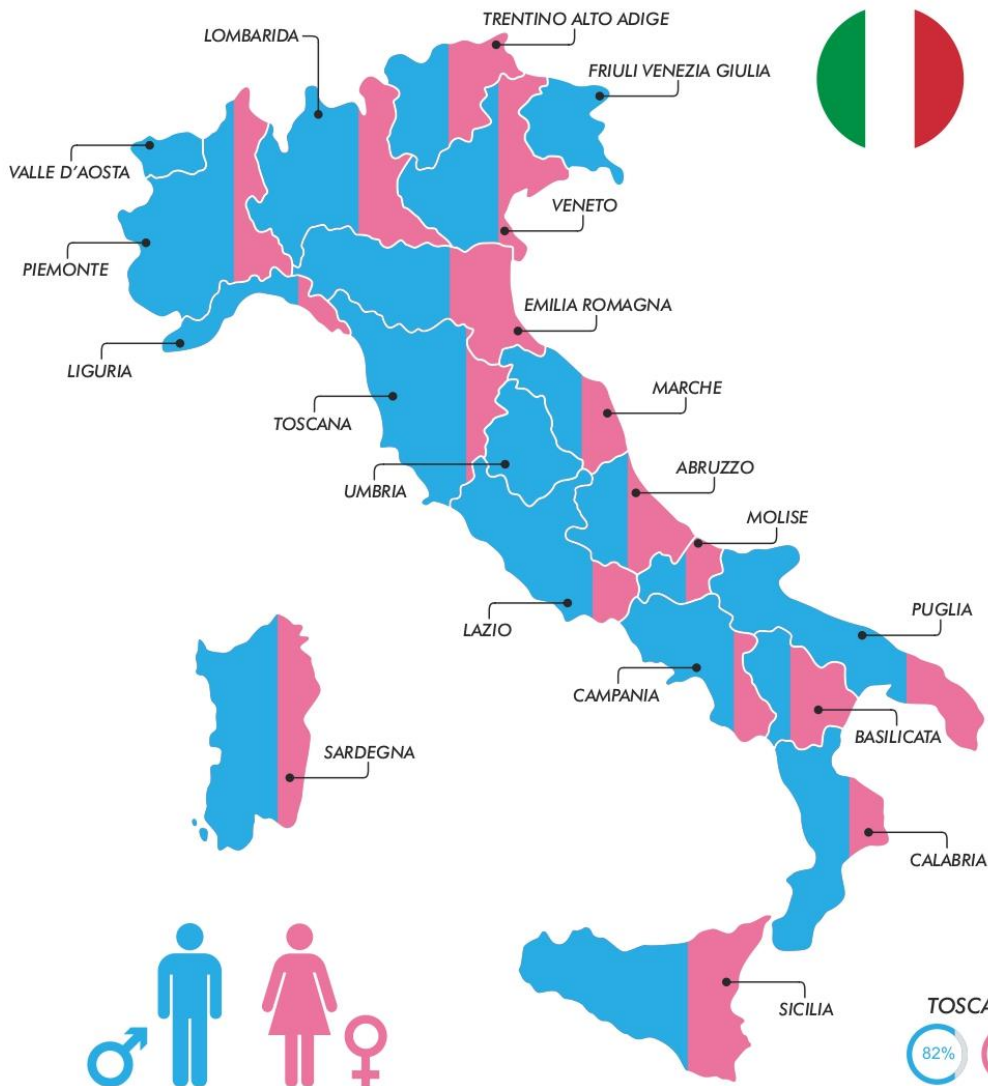 TRENTINO ALTO ADIGE
LOMBARIDA
FRIULI VENEZIA GIULIA
VALLE D'AOSTA
VENETO
PIEMONTE
EMILIA ROMAGNA
LIGURIA
MARCHE
TOSCANA
ABRUZZO
UMBRIA
MOLISE
PUGLIA
LAZIO
CAMPANIA
BASILICATA
SARDEGNA
CALABRIA
SICILIA
82%